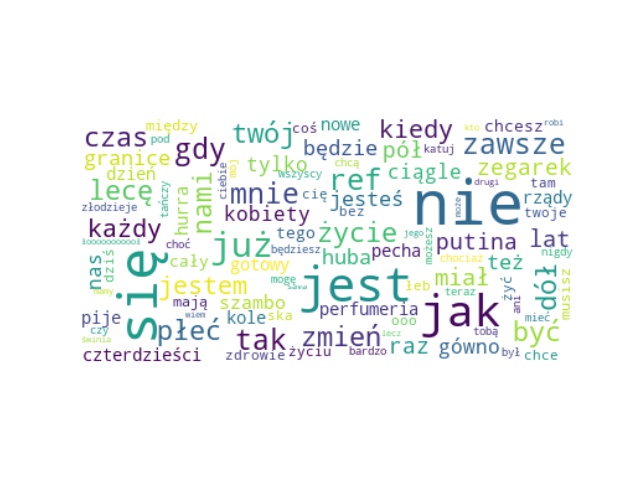 czas
między
pod
granice
dzień
lecę
gdy
twój
coś
nowe
kiedy
chcesz
robi
kto
zawsze
będzie
pół
katuj
tylko
chcą
wszyscy
ref
ciągle
zegarek
drugi
tam
złodzieje
tańczy
hurra
nami
ciebie
mnie
cię
jesteś
nie
może
rządy
twoje
kobiety
bez
każdy
już
tego
życie
pecha
jego
możesz
putina
lat
łooooooooooł
choć
będziesz
huba
chociaż
nigdy
nas
dziś
się
cały
gotowy
jest
leb
miał
też
teraz
żyć
dół
musisz
jestem
mogę
mają
szambo
perfumeria
jak
ani
mieć
pije
płeć
wiem
kole
ska
ooo
tobą
być
czy
świnia
tak
zmień
lecz
raz
gówno
był
chce
czterdzieści
zdrowie
życiu
bardzo